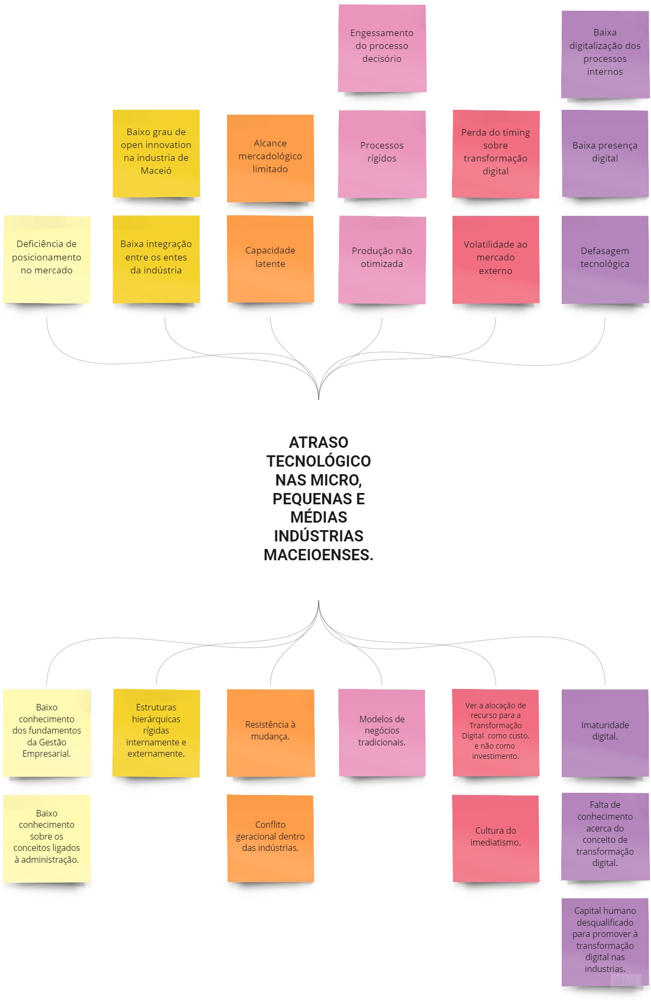 Engessamento
do processo
decisório
Baixa
digitalização dos
processos
internos
Baixo grau de
open innovation
na industria de
Maceió
Alcance
mercadológico
limitado
Processos
rígidos
Perda do timing
sobre
transformação
digital
Baixa presença
digital
Deficiência de
posicionamento
no mercado
Baixa integração
entre os entes
da indústria
Capacidade
latente
Produção não
otimizada
Volatilidade ao
mercado
externo
Defasagem
tecnológica
ATRASO
TECNOLÓGICO
NAS MICRO,
PEQUENAS E
MÉDIAS
INDÚSTRIAS
MACEIOENSES.
Baixo
conhecimento
dos fundamentos
da Gestão
Empresarial.
Estruturas
hierárquicas
rígidas
internamente e
externamente.
Resistência à
mudança.
Modelos de
negócios
tradicionais.
Ver a alocação de
recurso para a
Transformação
Digital  como custo,
e não como
investimento.
Imaturidade
digital.
Baixo
conhecimento
sobre os
conceitos ligados
à administração.
Conflito
geracional dentro
das indústrias.
Cultura do
imediatismo.
Falta de
conhecimento
acerca do
conceito de
transformação
digital.
Capital humano
desqualificado
para promover à
transformação
digital nas
industrias.
miro